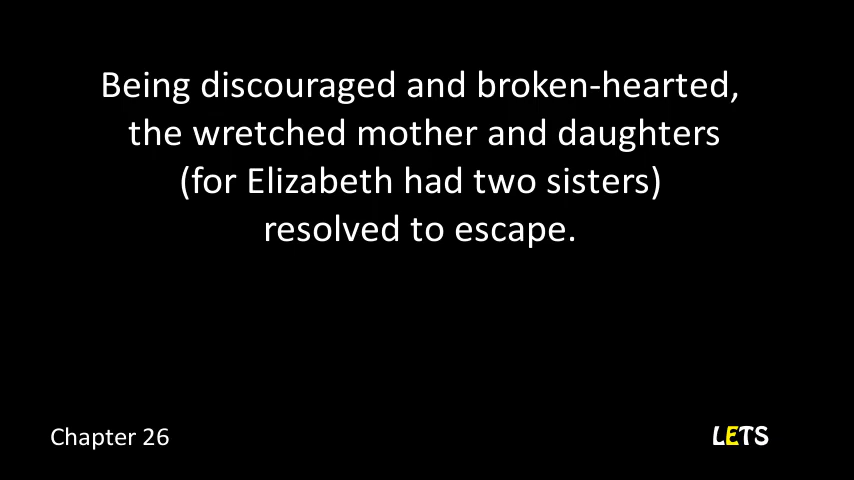 Being discouraged and broken-hearted,
the wretched mother and daughters
(for Elizabeth had two sisters)
resolved to escape.
Chapter 26
LETS